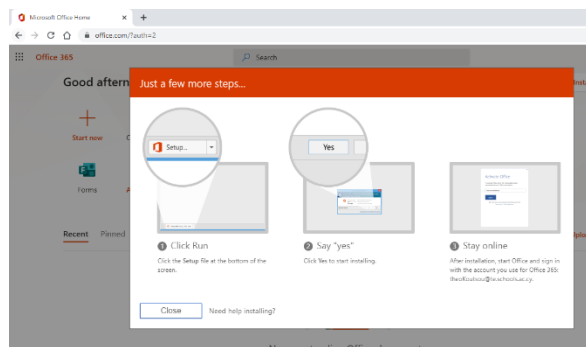 Microsoft Office Home
office.com/?auth=2
Office 365
Search
Good aftern
Just a few more steps...
Start new
Setup...
Yes
Forms
Recent Pinned
1 Click Run
Click the Setup file at the bottom of the
screen.
2 Say "yes"
Click Yes to start installing.
3 Stay online
After installation, start Office and sign in
with the account you use for Office 365:
Close
Need help installing?